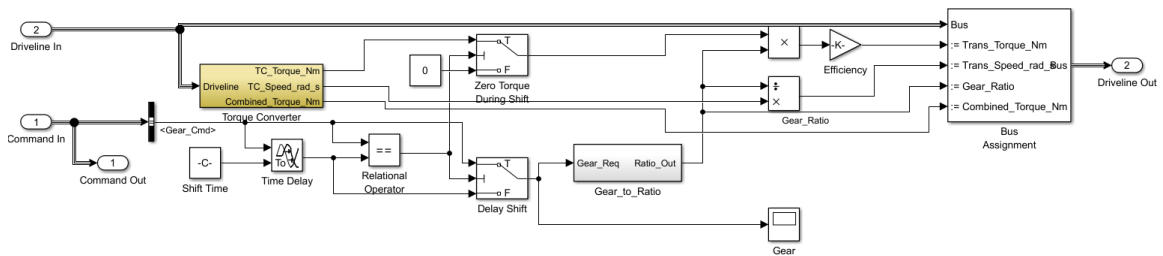 2
Driveline In
Driveline
TC_Torque_Nm
TC_Speed_rad_s
Combined_Torque_Nm
Torque Converter
0
T
F
Zero Torque
During Shift
×
-K-
Efficiency
÷
×
Gear_Ratio
Bus
:= Trans_Torque_Nm
:= Trans_Speed_rad_s
Bus
:= Gear_Ratio
:= Combined_Torque_Nm
Bus
Assignment
2
Driveline Out
1
Command In
<Gear_Cmd>
1
Command Out
-C-
Shift Time
To
Time Delay
==
Relational
Operator
T
F
Delay Shift
Gear_Req
Ratio_Out
Gear_to_Ratio
Gear